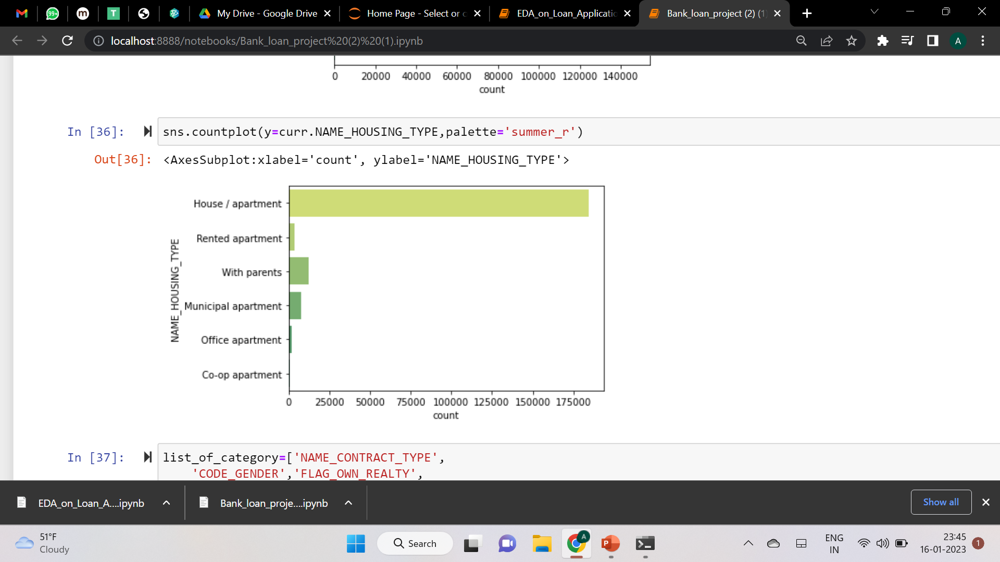 99+
m
T
My Drive - Google Drive
Home Page - Select or c
EDA_on_Loan_Applicatio
Bank_loan_project (2) (1)
localhost:8888/notebooks/Bank_loan_project%20(2)%20(1).ipynb
A
0 20000 40000 60000 80000 100000 120000 140000
count
In [36]: sns.countplot(y=curr.NAME_HOUSING_TYPE,palette='summer_r')
Out[36]: <AxesSubplot:xlabel='count', ylabel='NAME_HOUSING_TYPE'>
NAME_HOUSING_TYPE
House / apartment
Rented apartment
With parents
Municipal apartment
Office apartment
Co-op apartment
0 25000 50000 75000 100000 125000 150000 175000
count
In [37]: list_of_category=['NAME_CONTRACT_TYPE',
'CODE_GENDER','FLAG_OWN_REALTY',
EDA_on_Loan_A....ipynb
Bank_loan_proje....ipynb
Show all
51°F
Cloudy
Search
A
P
ENG
IN
23:45
16-01-2023
1